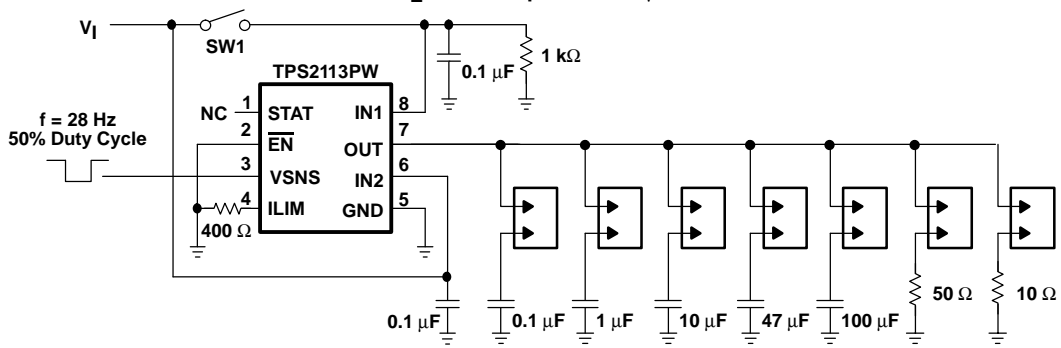 VI
SW1
0.1 μF
1 kΩ
TPS2113PW
f = 28 Hz
50% Duty Cycle
NC
1
STAT
IN1
8
2
EN
OUT
7
3
VSNS
IN2
6
4
ILIM
GND
5
400 Ω
0.1 μF
0.1 μF
1 μF
10 μF
47 μF
100 μF
50 Ω
10 Ω